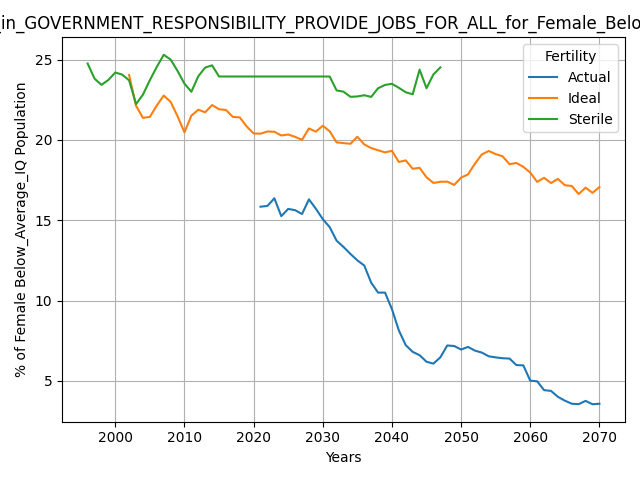 _in_GOVERNMENT_RESPONSIBILITY_PROVIDE_JOBS_FOR_ALL_for_Female_Belo
Fertility
Actual
Ideal
Sterile
% of Female Below_Average_IQ Population
25
20
15
10
5
2000 2010 2020 2030 2040 2050 2060 2070
Years